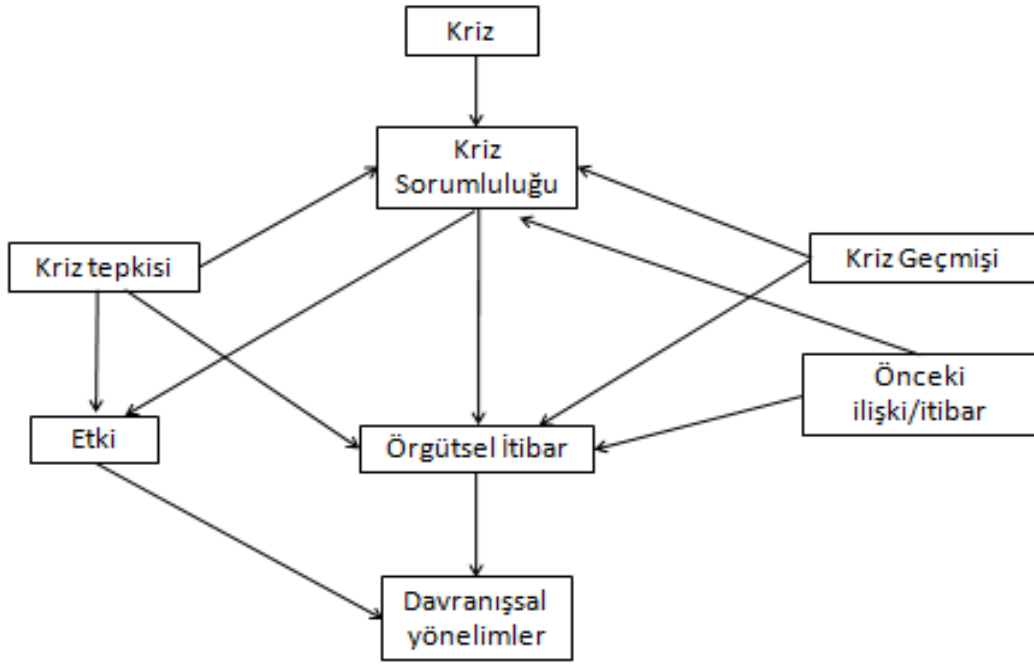 Kriz
Kriz
Sorumluluğu
Kriz tepkisi
Kriz Geçmişi
Önceki
ilişki/itibar
Etki
Örgütsel İtibar
Davranışsal
yönelimler